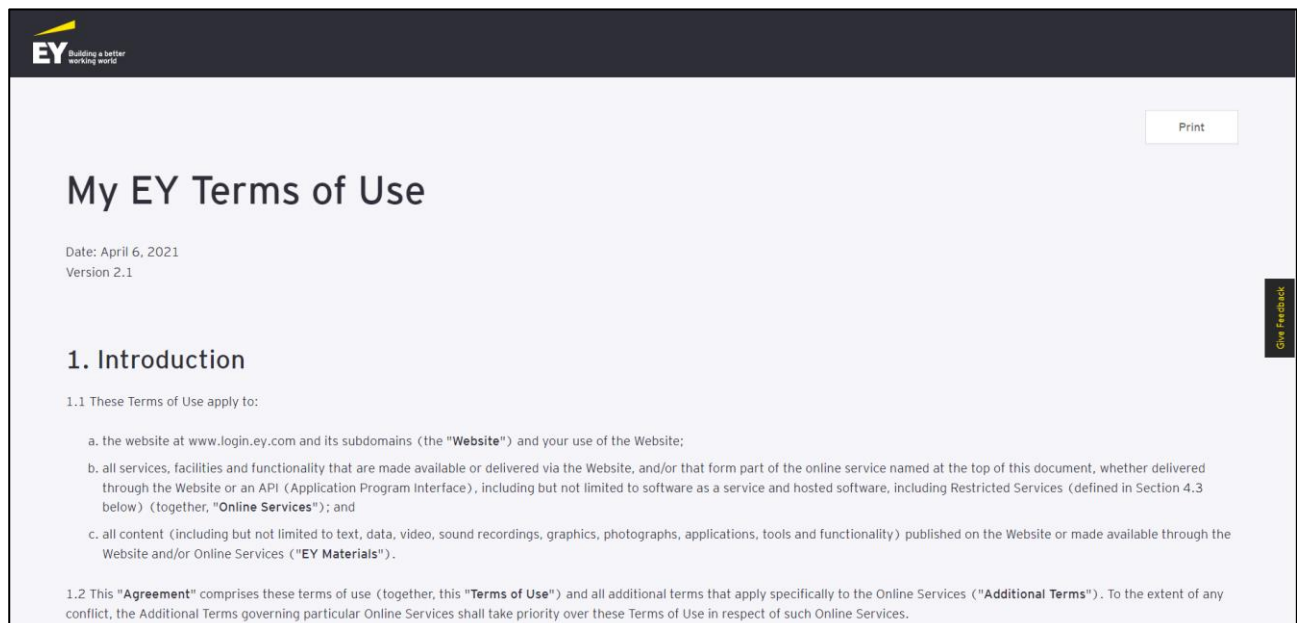 EY Building a better
working world
Print
My EY Terms of Use
Date: April 6, 2021
Version 2.1
Give Feedback
1. Introduction
1.1 These Terms of Use apply to:
a. the website at www.login.ey.com and its subdomains (the "Website") and your use of the Website;
b. all services, facilities and functionality that are made available or delivered via the Website, and/or that form part of the online service named at the top of this document, whether delivered
through the Website or an API (Application Program Interface), including but not limited to software as a service and hosted software, including Restricted Services (defined in Section 4.3
below) (together, "Online Services"); and
c. all content (including but not limited to text, data, video, sound recordings, graphics, photographs, applications, tools and functionality) published on the Website or made available through the
Website and/or Online Services ("EY Materials").
1.2 This "Agreement" comprises these terms of use (together, this "Terms of Use") and all additional terms that apply specifically to the Online Services ("Additional Terms"). To the extent of any
conflict, the Additional Terms governing particular Online Services shall take priority over these Terms of Use in respect of such Online Services.